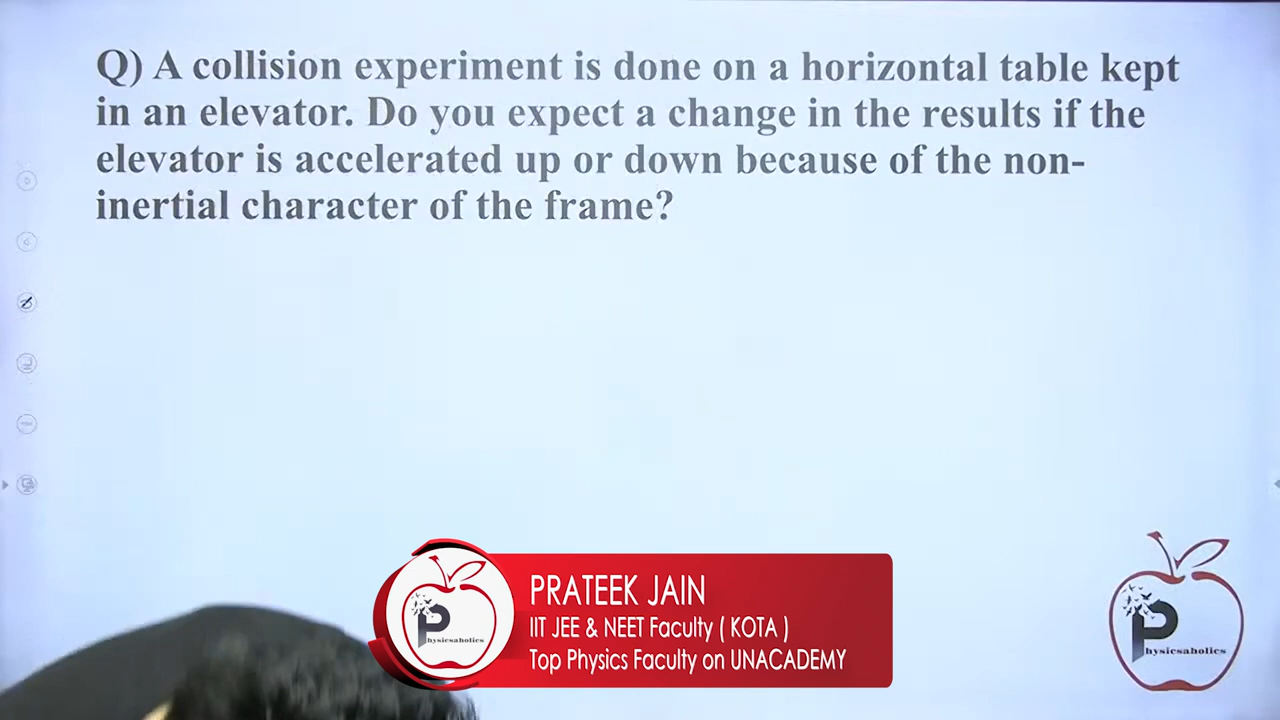 Q) A collision experiment is done on a horizontal table kept
in an elevator. Do you expect a change in the results if the
elevator is accelerated up or down because of the non-
inertial character of the frame?
PRATEEK JAIN
IIT JEE & NEET Faculty ( KOTA )
Top Physics Faculty on UNACADEMY
Physicsaholics
Physicsaholics